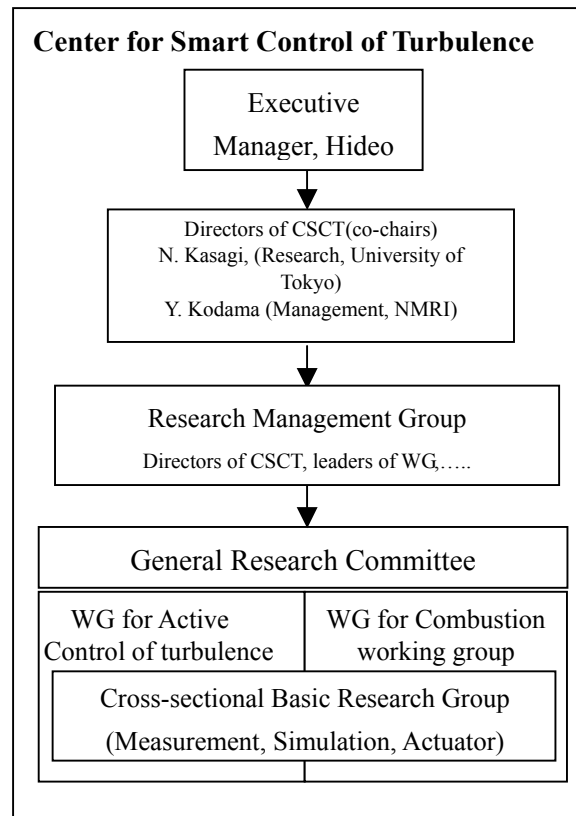 Center for Smart Control of Turbulence
Executive
Manager, Hideo
Directors of CSCT(co-chairs)
N. Kasagi, (Research, University of
Tokyo)
Y. Kodama (Management, NMRI)
Research Management Group
Directors of CSCT, leaders of WG,…..
General Research Committee
WG for Active
Control of turbulence
WG for Combustion
working group
Cross-sectional Basic Research Group
(Measurement, Simulation, Actuator)